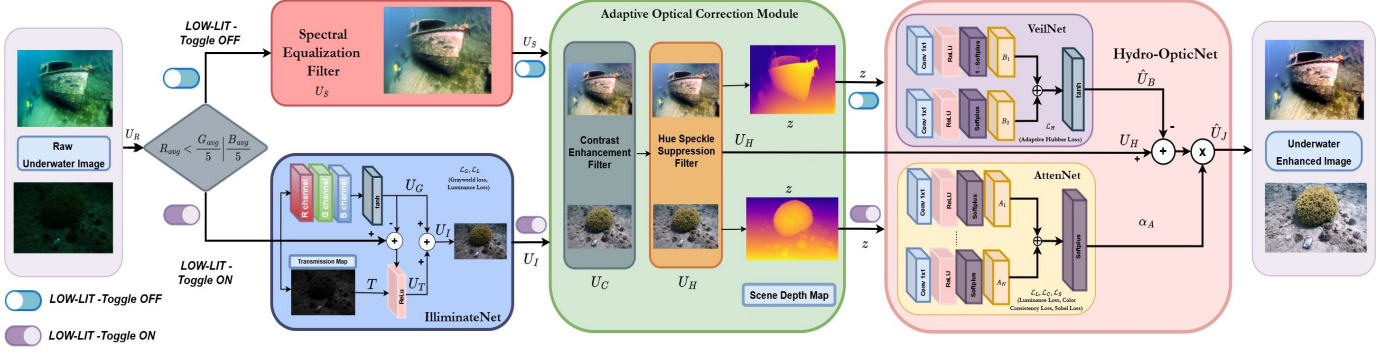 Raw
Underwater Image
U_R
LOW-LIT -
Toggle OFF
R_avg < G_avg/5 | B_avg/5
LOW-LIT -
Toggle ON
LOW-LIT -Toggle OFF
LOW-LIT -Toggle ON
Spectral
Equalization
Filter
U_S
U_S
R channel
G channel
B channel
tanh
U_G
ℒ_G, ℒ_L
(Grayworld loss,
Luminance Loss)
-
+
+
+
+
+
U_I
Transmission Map
T
ReLu
U_T
IlluminateNet
U_I
Adaptive Optical Correction Module
Contrast
Enhancement
Filter
U_C
Hue Speckle
Suppression
Filter
U_H
U_H
z
z
Scene Depth Map
z
z
VeilNet
Conv 1x1
ReLU
1 - Softplus
B_1
Conv 1x1
ReLU
Softplus
B_2
+
tanh
ℒ_H
(Adaptive Hubber Loss)
Hydro-OpticNet
Û_B
-
U_H
+
+
Û_J
X
AttenNet
Conv 1x1
ReLU
Softplus
A_1
Conv 1x1
ReLU
Softplus
+
Softplus
α_A
ℒ_L, ℒ_C, ℒ_S
(Luminance Loss, Color
Consistency Loss, Sobel Loss)
Underwater
Enhanced Image